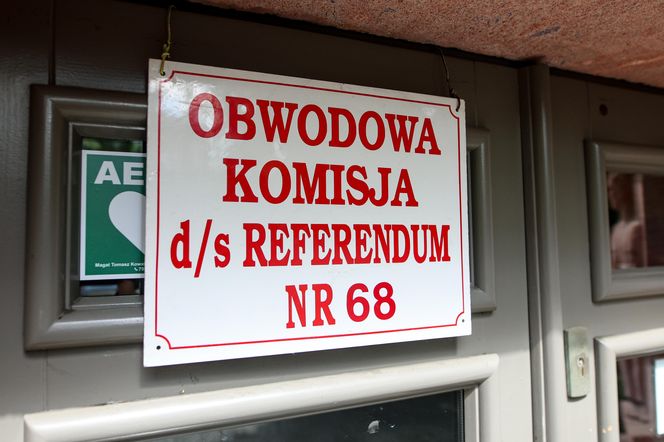 OBWODOWA
KOMISJA
d/s REFERENDUM
NR 68
AE